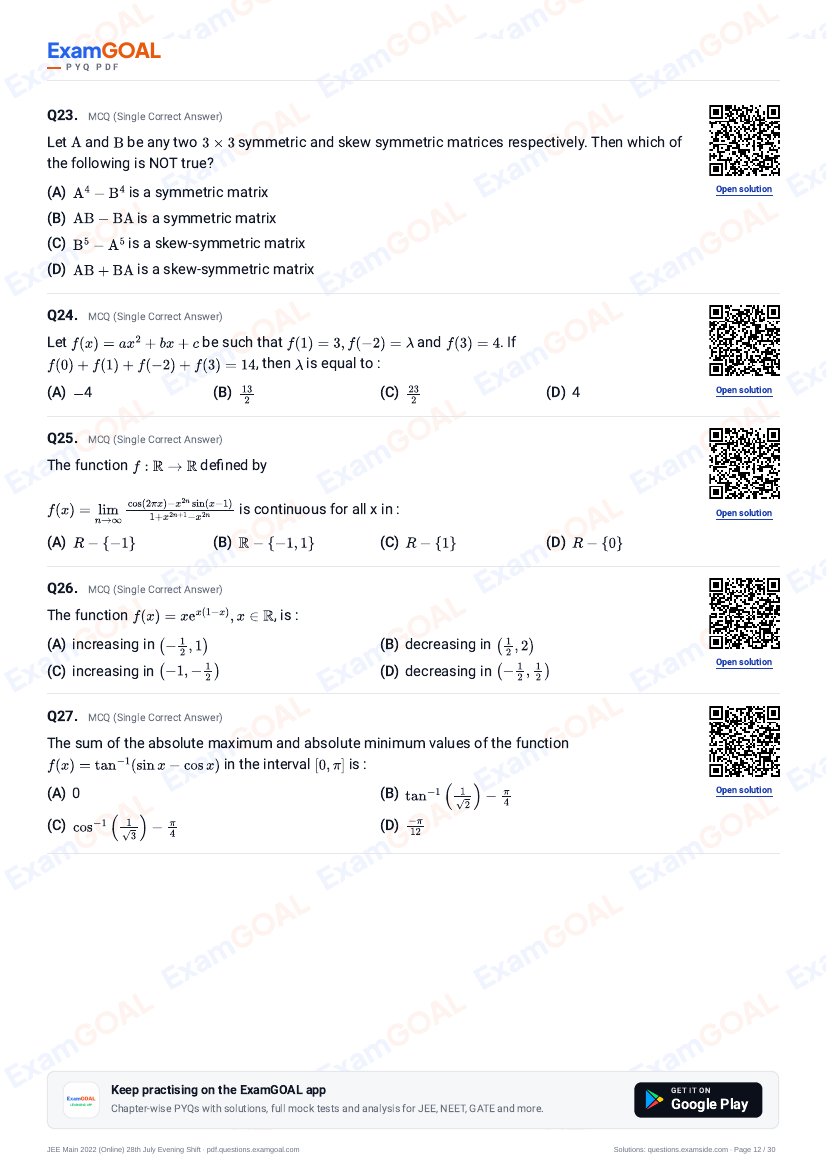 ExamGOAL
PYQ PDF
Q23. MCQ (Single Correct Answer)
Let A and B be any two 3 × 3 symmetric and skew symmetric matrices respectively. Then which of
the following is NOT true?
(A) A⁴ − B⁴ is a symmetric matrix
(B) AB − BA is a symmetric matrix
(C) B⁵ − A⁵ is a skew-symmetric matrix
(D) AB + BA is a skew-symmetric matrix
Open solution
Q24. MCQ (Single Correct Answer)
Let f(x) = ax² + bx + c be such that f(1) = 3, f(−2) = λ and f(3) = 4. If
f(0) + f(1) + f(−2) + f(3) = 14, then λ is equal to :
(A) −4 (B) 13/2 (C) 23/2 (D) 4
Open solution
Q25. MCQ (Single Correct Answer)
The function f : ℝ → ℝ defined by
f(x) = lim n→∞ (cos(2πx)−x²ⁿ sin(x−1))/(1+x²ⁿ⁺¹−x²ⁿ) is continuous for all x in :
(A) R − {−1} (B) ℝ − {−1, 1} (C) R − {1} (D) R − {0}
Open solution
Q26. MCQ (Single Correct Answer)
The function f(x) = xe^(x(1−x)), x ∈ ℝ, is :
(A) increasing in (−1/2, 1) (B) decreasing in (1/2, 2)
(C) increasing in (−1, −1/2) (D) decreasing in (−1/2, 1/2)
Open solution
Q27. MCQ (Single Correct Answer)
The sum of the absolute maximum and absolute minimum values of the function
f(x) = tan⁻¹(sin x − cos x) in the interval [0, π] is :
(A) 0 (B) tan⁻¹(1/√2) − π/4
(C) cos⁻¹(1/√3) − π/4 (D) −π/12
Open solution
Keep practising on the ExamGOAL app
Chapter-wise PYQs with solutions, full mock tests and analysis for JEE, NEET, GATE and more.
GET IT ON
Google Play
JEE Main 2022 (Online) 28th July Evening Shift · pdf.questions.examgoal.com
Solutions: questions.examside.com · Page 12 / 30